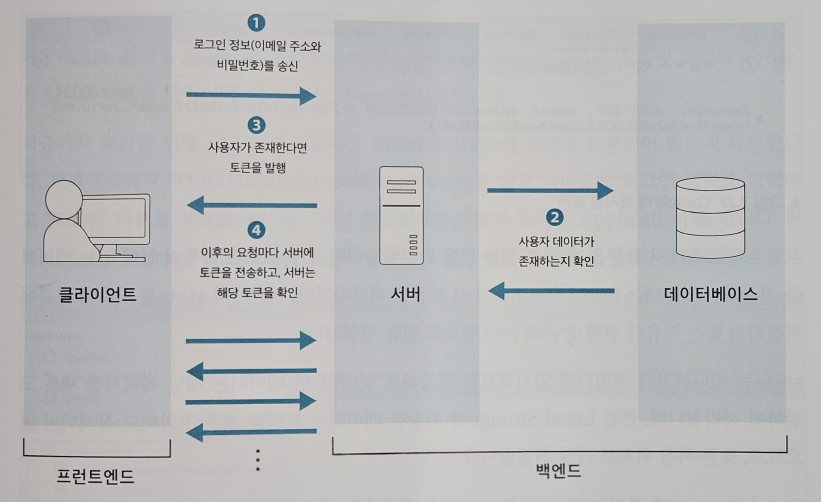 1
로그인 정보(이메일 주소와
비밀번호)를 송신
3
사용자가 존재한다면
토큰을 발행
4
이후의 요청마다 서버에
토큰을 전송하고, 서버는
해당 토큰을 확인
2
사용자 데이터가
존재하는지 확인
클라이언트
서버
데이터베이스
프런트엔드
백엔드